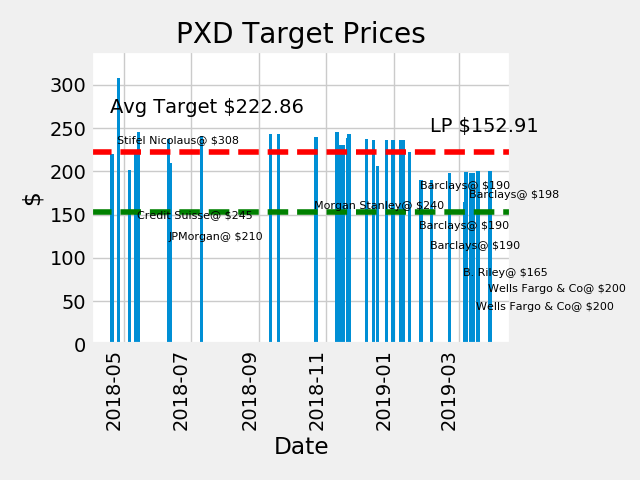 PXD Target Prices
Avg Target $222.86
LP $152.91
Stifel Nicolaus@ $308
Barclays@ $190
Barclays@ $198
Morgan Stanley@ $240
Credit Suisse@ $245
Barclays@ $190
JPMorgan@ $210
Barclays@ $190
B. Riley@ $165
Wells Fargo & Co@ $200
Wells Fargo & Co@ $200
300
250
200
150
100
50
0
$
2018-05
2018-07
2018-09
2018-11
2019-01
2019-03
Date